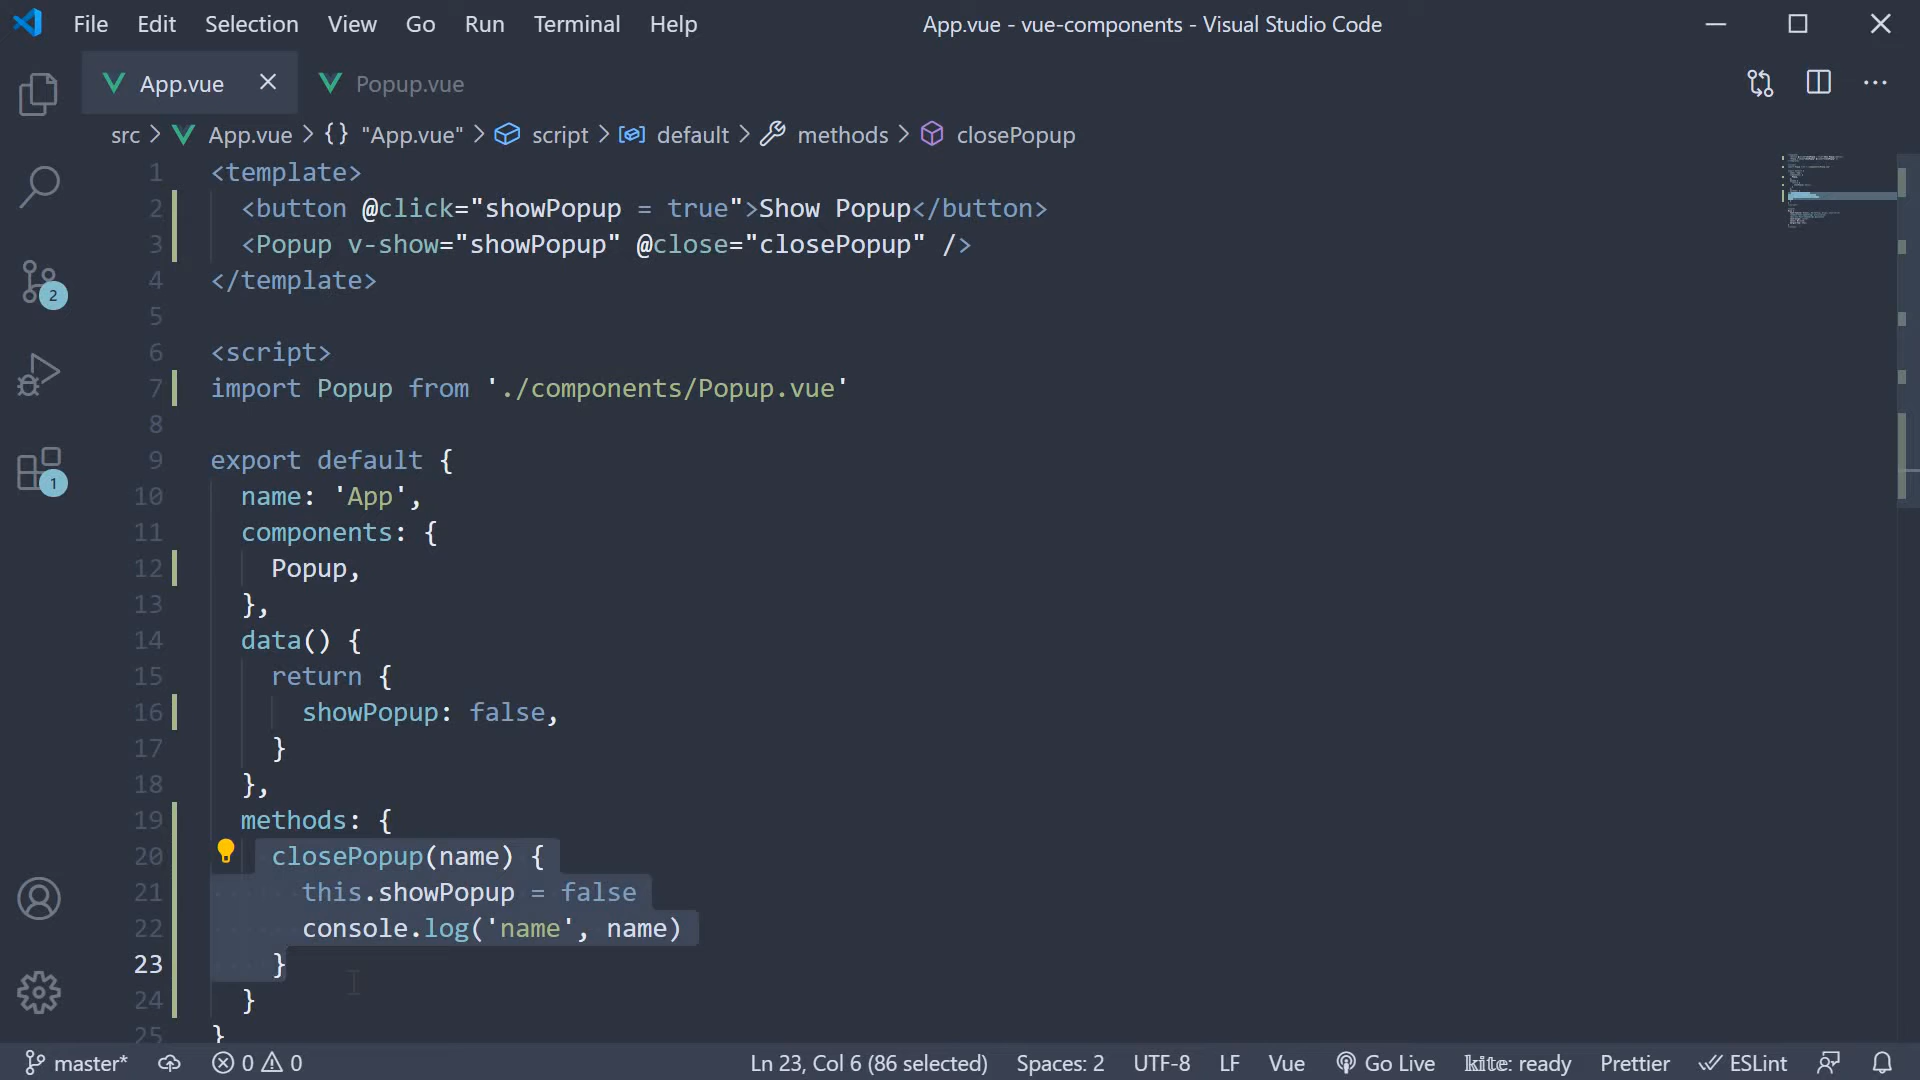 File Edit Selection View Go Run Terminal Help App.vue - vue-components - Visual Studio Code
App.vue Popup.vue
src > App.vue > {} "App.vue" > script > default > methods > closePopup
1 <template>
2 <button @click="showPopup = true">Show Popup</button>
3 <Popup v-show="showPopup" @close="closePopup" />
4 </template>
5
6 <script>
7 import Popup from './components/Popup.vue'
8
9 export default {
10 name: 'App',
11 components: {
12 Popup,
13 },
14 data() {
15 return {
16 showPopup: false,
17 }
18 },
19 methods: {
20 closePopup(name) {
21 this.showPopup = false
22 console.log('name', name)
23 }
24 }
25 }
2
1
master* 0 0 Ln 23, Col 6 (86 selected) Spaces: 2 UTF-8 LF Vue Go Live kite: ready Prettier ESLint